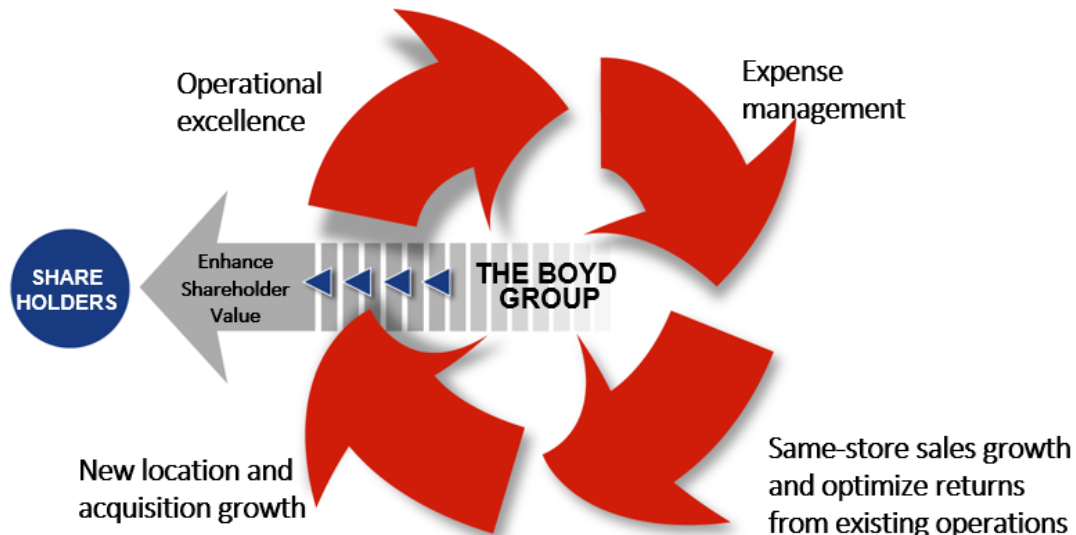 Operational
excellence
Expense
management
SHARE
HOLDERS
Enhance
Shareholder
Value
THE BOYD
GROUP
New location and
acquisition growth
Same-store sales growth
and optimize returns
from existing operations